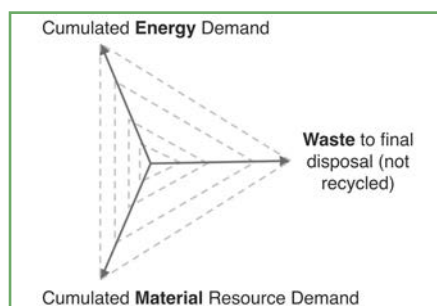 Cumulated Energy Demand
Waste to final
disposal (not
recycled)
Cumulated Material Resource Demand